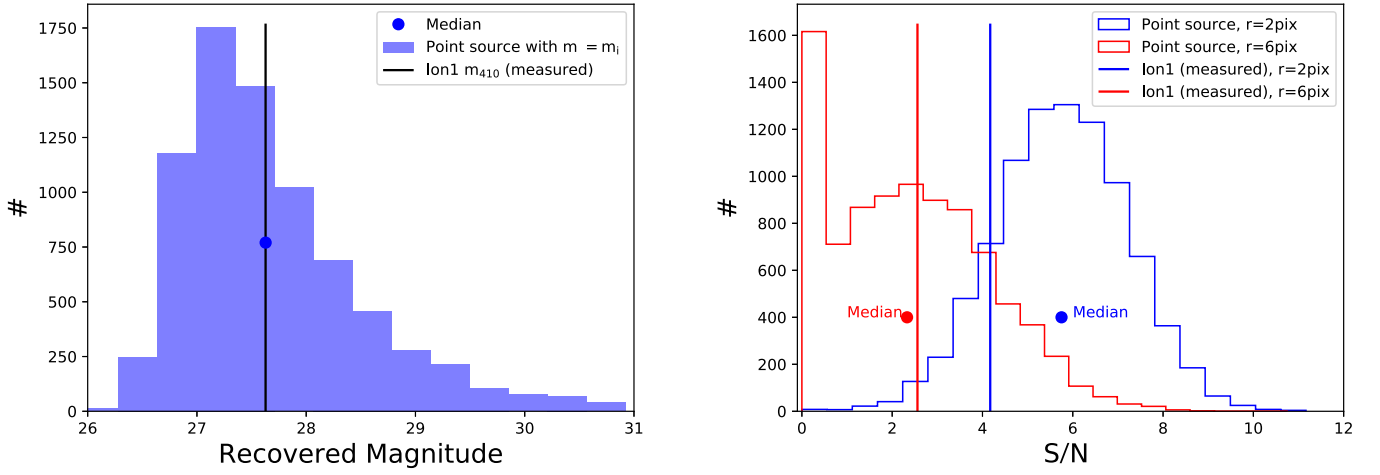 1750
1500
1250
1000
750
500
250
0
#
26
27
28
29
30
31
Recovered Magnitude
Median
Point source with m = mᵢ
Ion1 m₄₁₀ (measured)
1600
1400
1200
1000
800
600
400
200
0
#
0
2
4
6
8
10
12
S/N
Point source, r=2pix
Point source, r=6pix
Ion1 (measured), r=2pix
Ion1 (measured), r=6pix
Median
Median